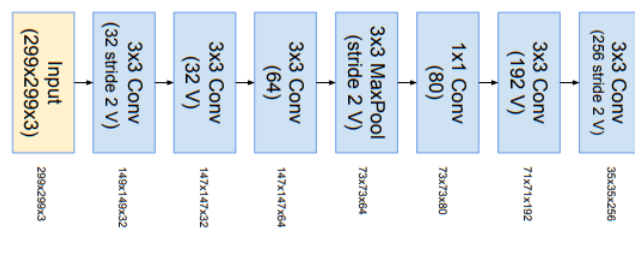 Input
(299x299x3)
3x3 Conv
(32 stride 2 V)
3x3 Conv
(32 V)
3x3 Conv
(64)
3x3 MaxPool
(stride 2 V)
1x1 Conv
(80)
3x3 Conv
(192 V)
3x3 Conv
(256 stride 2 V)
299x299x3
149x149x32
147x147x32
147x147x64
73x73x64
73x73x80
71x71x192
35x35x256